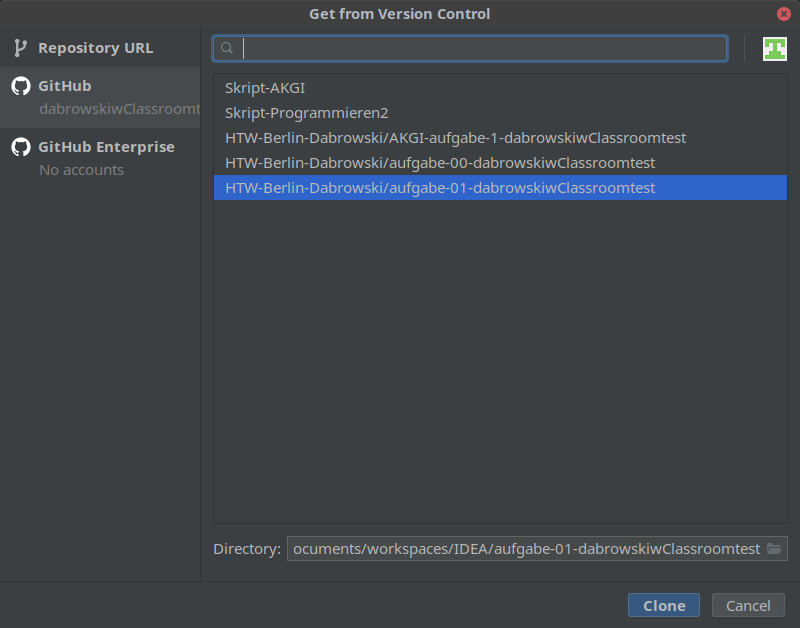 Get from Version Control
Repository URL
GitHub
dabrowskiwClassroomt
GitHub Enterprise
No accounts
Skript-AKGI
Skript-Programmieren2
HTW-Berlin-Dabrowski/AKGI-aufgabe-1-dabrowskiwClassroomtest
HTW-Berlin-Dabrowski/aufgabe-00-dabrowskiwClassroomtest
HTW-Berlin-Dabrowski/aufgabe-01-dabrowskiwClassroomtest
Directory: ocuments/workspaces/IDEA/aufgabe-01-dabrowskiwClassroomtest
Clone Cancel